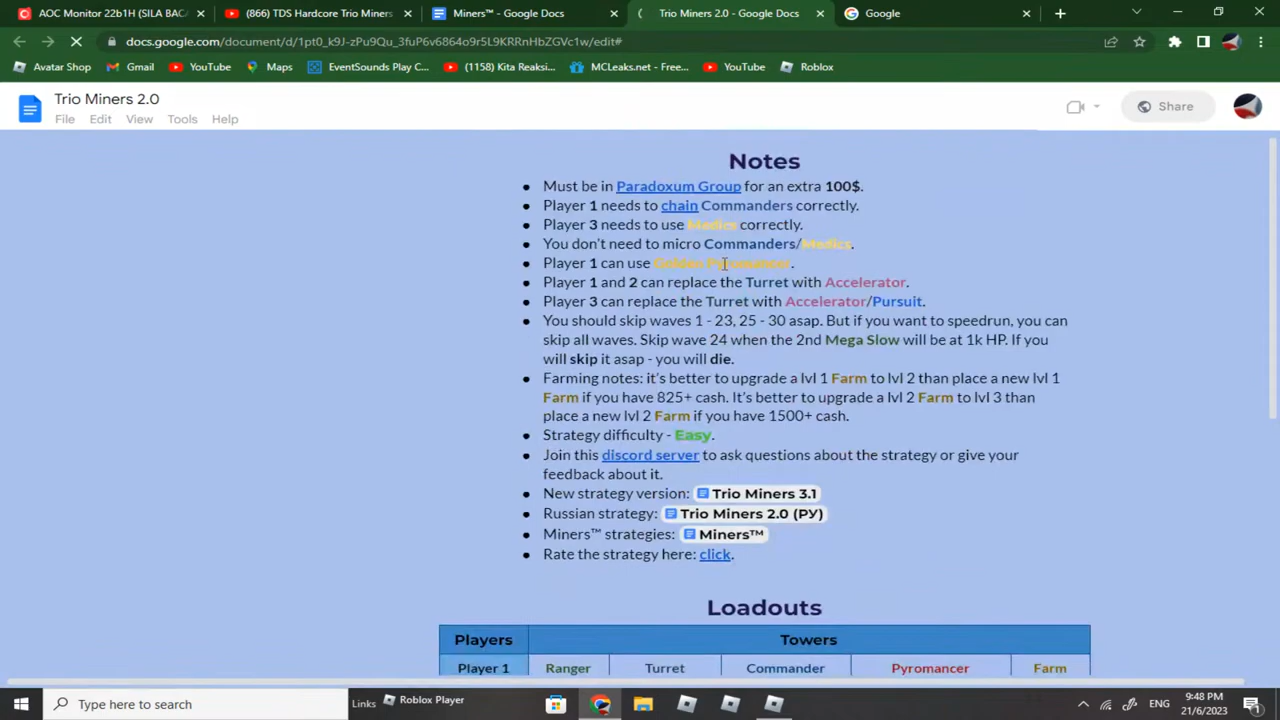 AOC Monitor 22b1H (SILA BAC
(866) TDS Hardcore Trio Miners
Miners™ - Google Docs
Trio Miners 2.0 - Google Docs
Google
docs.google.com/document/d/1pt0_k9J-zPu9Qu_3fuP6v6864o9r5L9KRRnHbZGVc1w/edit#
Avatar Shop
Gmail
YouTube
Maps
EventSounds Play C...
(1158) Kita Reaksi...
MCLeaks.net - Free...
YouTube
Roblox
Trio Miners 2.0
File Edit View Tools Help
Share
Notes
Must be in Paradoxum Group for an extra 100$.
Player 1 needs to chain Commanders correctly.
Player 3 needs to use Medics correctly.
You don't need to micro Commanders/Medics.
Player 1 can use Golden Pyromancer.
Player 1 and 2 can replace the Turret with Accelerator.
Player 3 can replace the Turret with Accelerator/Pursuit.
You should skip waves 1 - 23, 25 - 30 asap. But if you want to speedrun, you can
skip all waves. Skip wave 24 when the 2nd Mega Slow will be at 1k HP. If you
will skip it asap - you will die.
Farming notes: it's better to upgrade a lvl 1 Farm to lvl 2 than place a new lvl 1
Farm if you have 825+ cash. It's better to upgrade a lvl 2 Farm to lvl 3 than
place a new lvl 2 Farm if you have 1500+ cash.
Strategy difficulty - Easy.
Join this discord server to ask questions about the strategy or give your
feedback about it.
New strategy version: Trio Miners 3.1
Russian strategy: Trio Miners 2.0 (РУ)
Miners™ strategies: Miners™
Rate the strategy here: click.
Loadouts
Players Towers
Player 1 Ranger Turret Commander Pyromancer Farm
Type here to search
Links
Roblox Player
ENG
9:48 PM
21/6/2023